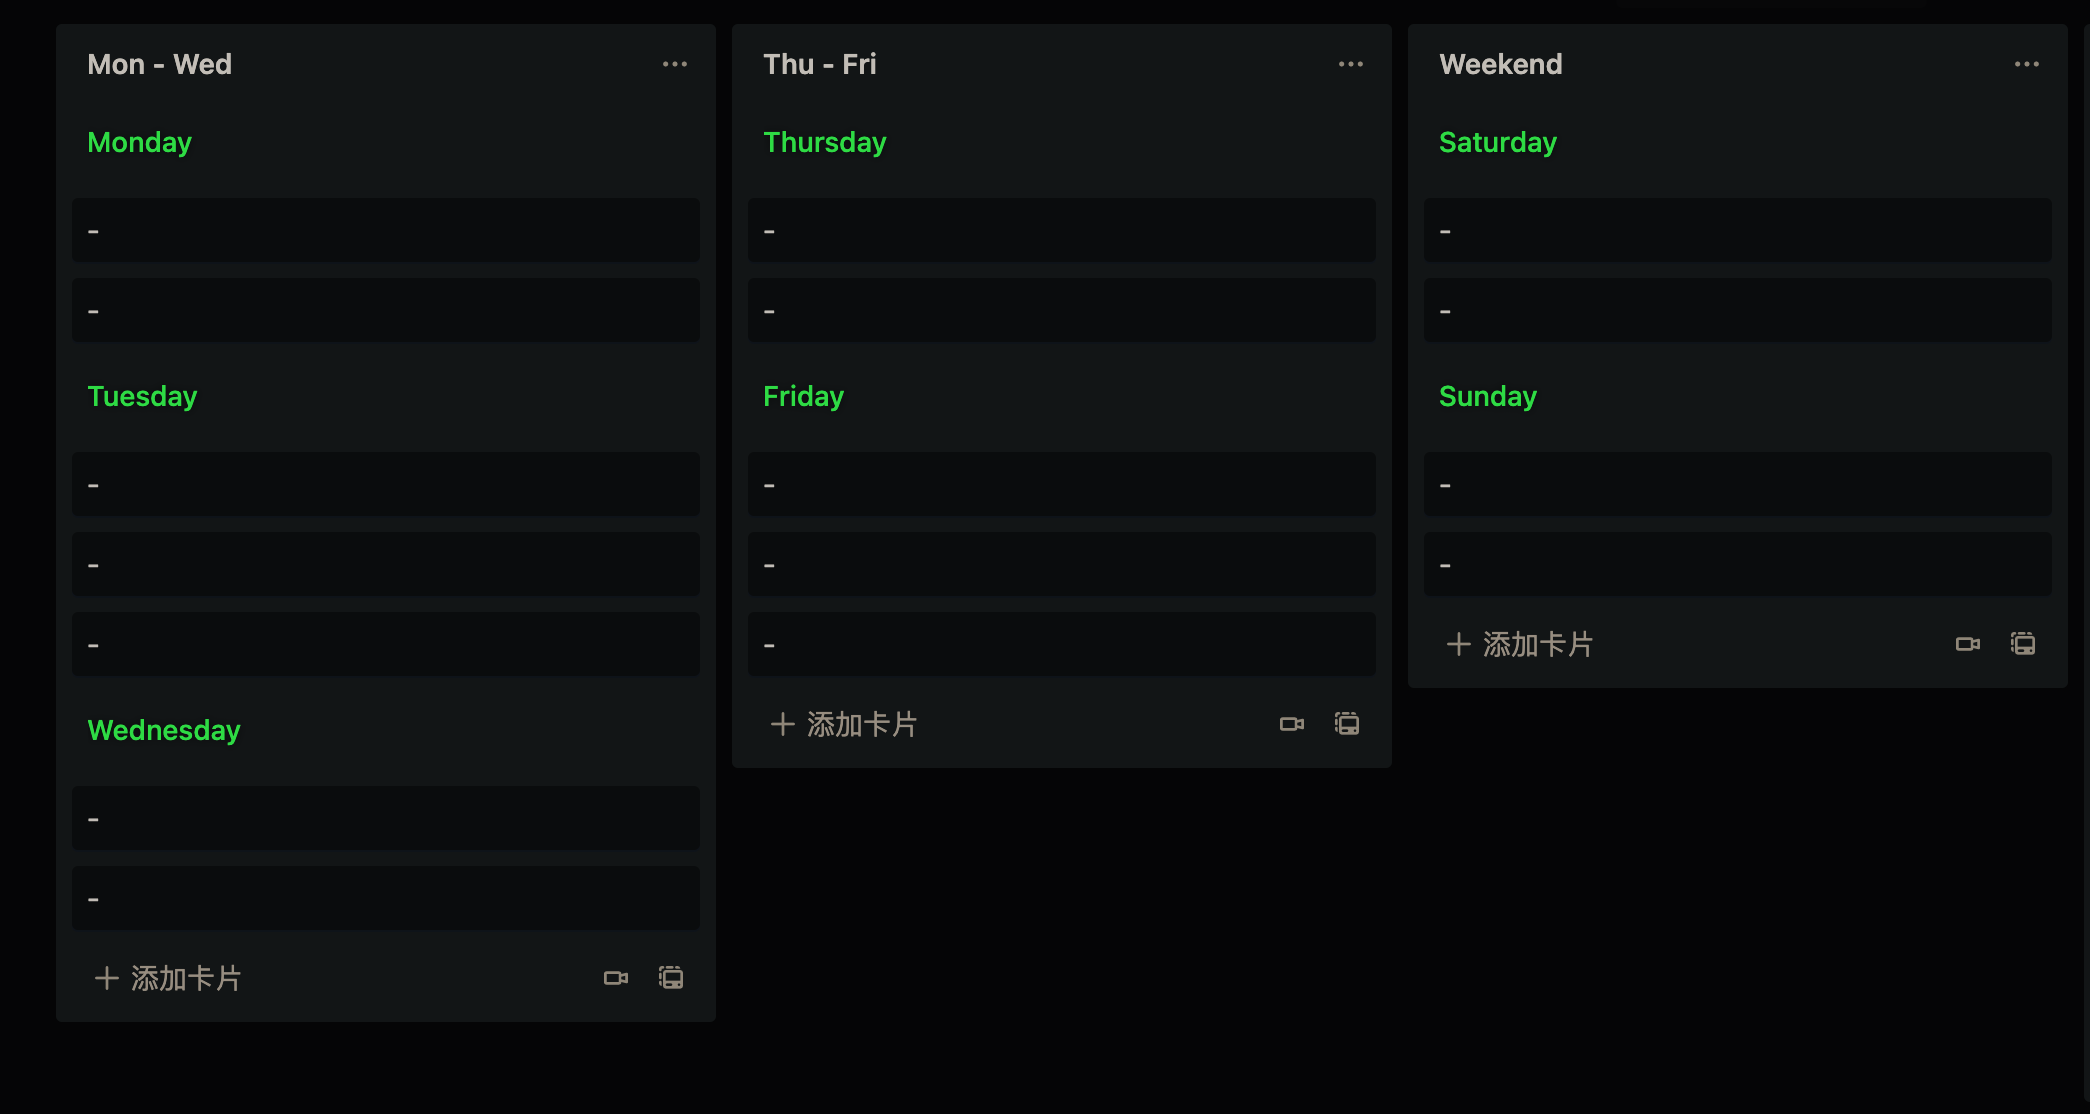 Mon - Wed
Monday
-
-
Tuesday
-
-
-
Wednesday
-
-
添加卡片
Thu - Fri
Thursday
-
-
Friday
-
-
-
添加卡片
Weekend
Saturday
-
-
Sunday
-
-
添加卡片